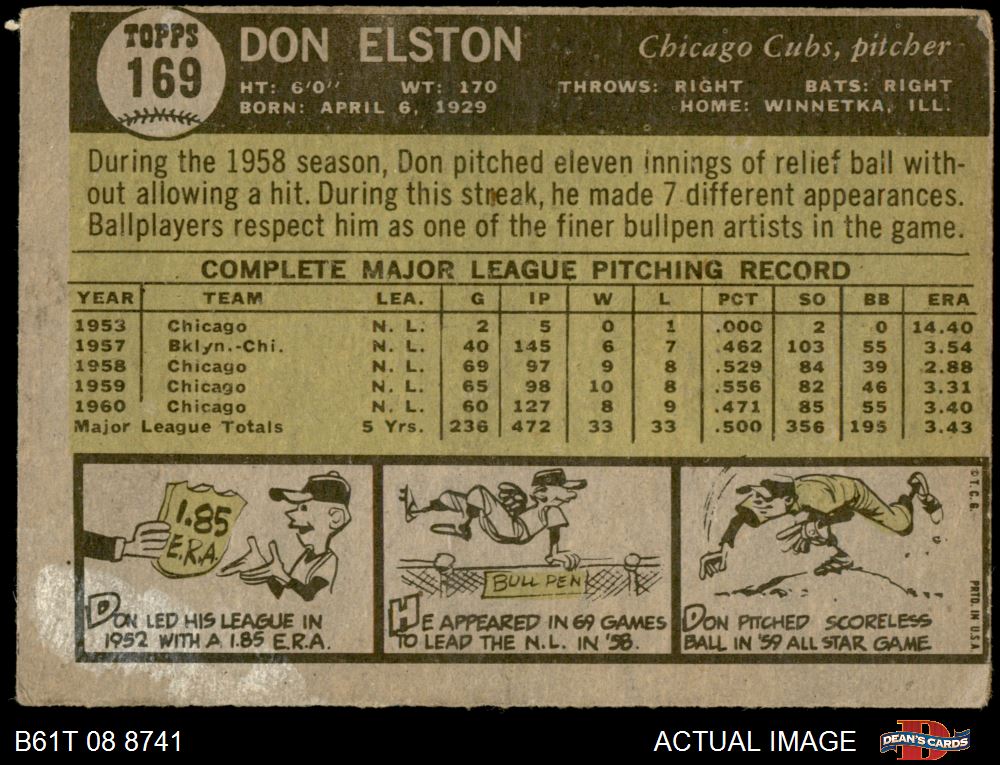 TOPPS
169
DON ELSTON
Chicago Cubs, pitcher
HT: 6'0" WT: 170 THROWS: RIGHT BATS: RIGHT
BORN: APRIL 6, 1929 HOME: WINNETKA, ILL.
During the 1958 season, Don pitched eleven innings of relief ball with-
out allowing a hit. During this streak, he made 7 different appearances.
Ballplayers respect him as one of the finer bullpen artists in the game.
COMPLETE MAJOR LEAGUE PITCHING RECORD
YEAR TEAM LEA. G IP W L PCT SO BB ERA
1953 Chicago N. L. 2 5 0 1 .000 2 0 14.40
1957 Bklyn.-Chi. N. L. 40 145 6 7 .462 103 55 3.54
1958 Chicago N. L. 69 97 9 8 .529 84 39 2.88
1959 Chicago N. L. 65 98 10 8 .556 82 46 3.31
1960 Chicago N. L. 60 127 8 9 .471 85 55 3.40
Major League Totals 5 Yrs. 236 472 33 33 .500 356 195 3.43
1.85
E.R.A.
DON LED HIS LEAGUE IN
1952 WITH A 1.85 E.R.A.
BULL PEN
HE APPEARED IN 69 GAMES
TO LEAD THE N.L. IN '58.
DON PITCHED SCORELESS
BALL IN '59 ALL STAR GAME
© T. C. G.
PRTD. IN U.S.A
B61T 08 8741
ACTUAL IMAGE
DEAN'S CARDS